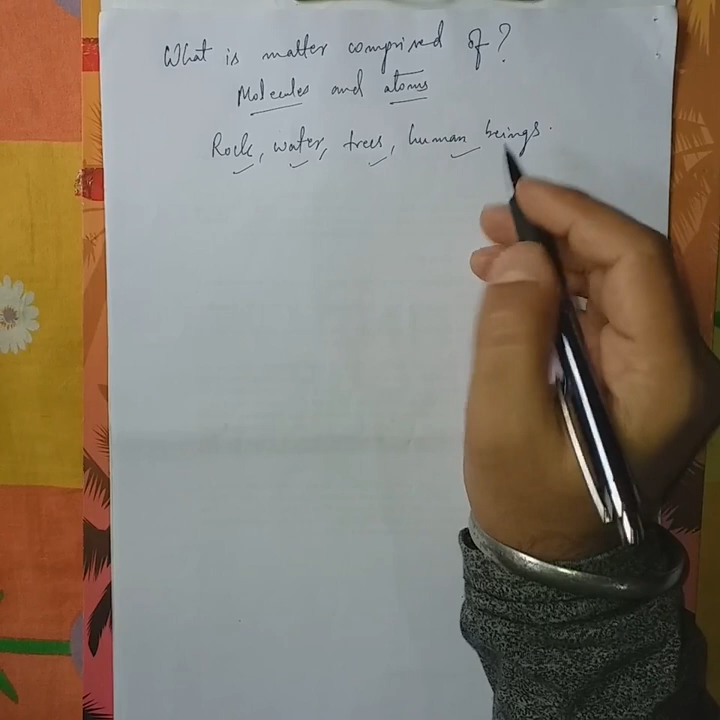 What is matter comprised of?
Molecules and atoms
Rock, water, trees, human beings.